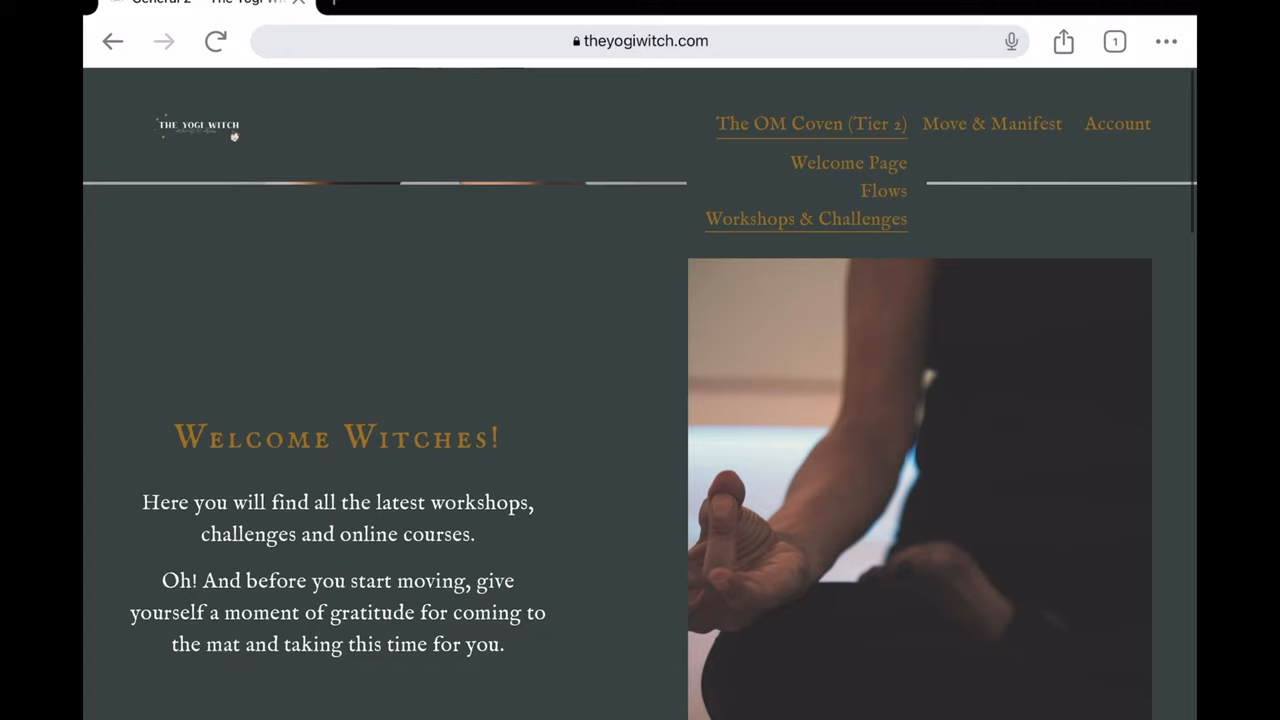 theyogiwitch.com
1
THE YOGI WITCH
The OM Coven (Tier 2)
Move & Manifest
Account
Welcome Page
Flows
Workshops & Challenges
Welcome Witches!
Here you will find all the latest workshops,
challenges and online courses.
Oh! And before you start moving, give
yourself a moment of gratitude for coming to
the mat and taking this time for you.